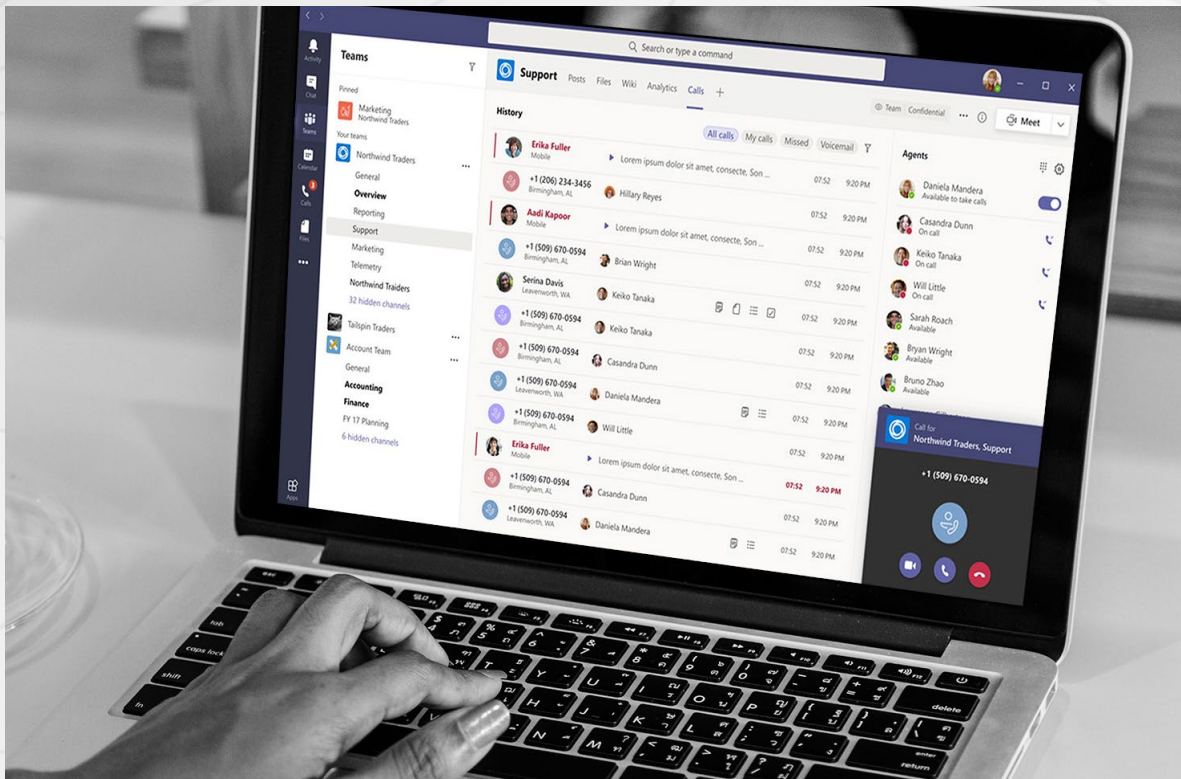 Search or type a command
Activity
Chat
Teams
Calendar
3
Calls
Files
Apps
Teams
Pinned
Marketing
Northwind Traders
Your teams
Northwind Traders
General
Overview
Reporting
Support
Marketing
Telemetry
Northwind Traiders
32 hidden channels
Tailspin Traders
Account Team
General
Accounting
Finance
FY 17 Planning
6 hidden channels
Support Posts Files Wiki Analytics Calls +
Team Confidential
Meet
History
All calls My calls Missed Voicemail
Erika Fuller
Mobile
Lorem ipsum dolor sit amet, consecte, Son ... 07:52 9:20 PM
+1 (206) 234-3456
Birmingham, AL
Hillary Reyes 07:52 9:20 PM
Aadi Kapoor
Mobile
Lorem ipsum dolor sit amet, consecte, Son ... 07:52 9:20 PM
+1 (509) 670-0594
Birmingham, AL
Brian Wright 07:52 9:20 PM
Serina Davis
Leavenworth, WA
Keiko Tanaka 07:52 9:20 PM
+1 (509) 670-0594
Birmingham, AL
Keiko Tanaka 07:52 9:20 PM
+1 (509) 670-0594
Birmingham, AL
Casandra Dunn 07:52 9:20 PM
+1 (509) 670-0594
Leavenworth, WA
Daniela Mandera 07:52 9:20 PM
+1 (509) 670-0594
Birmingham, AL
Will Little 07:52 9:20 PM
Erika Fuller
Mobile
Lorem ipsum dolor sit amet, consecte, Son ... 07:52 9:20 PM
+1 (509) 670-0594
Birmingham, AL
Casandra Dunn 07:52 9:20 PM
+1 (509) 670-0594
Leavenworth, WA
Daniela Mandera 07:52 9:20 PM
Agents
Daniela Mandera
Available to take calls
Casandra Dunn
On call
Keiko Tanaka
On call
Will Little
On call
Sarah Roach
Available
Bryan Wright
Available
Bruno Zhao
Available
Call for
Northwind Traders, Support
+1 (509) 670-0594
esc
tab
caps lock
shift
fn
delete
enter
return